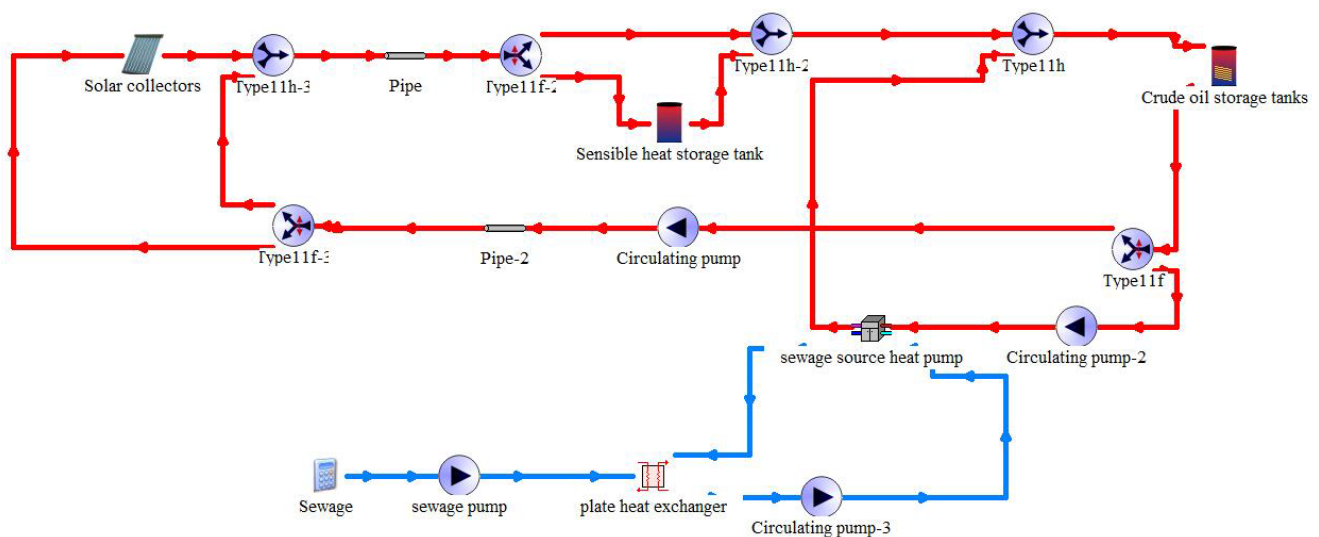 Solar collectors
Type11h-3
Pipe
Type11f-2
Type11h-2
Type11h
Crude oil storage tanks
Sensible heat storage tank
Type11f-3
Pipe-2
Circulating pump
Type11f
sewage source heat pump
Circulating pump-2
Sewage
sewage pump
plate heat exchanger
Circulating pump-3